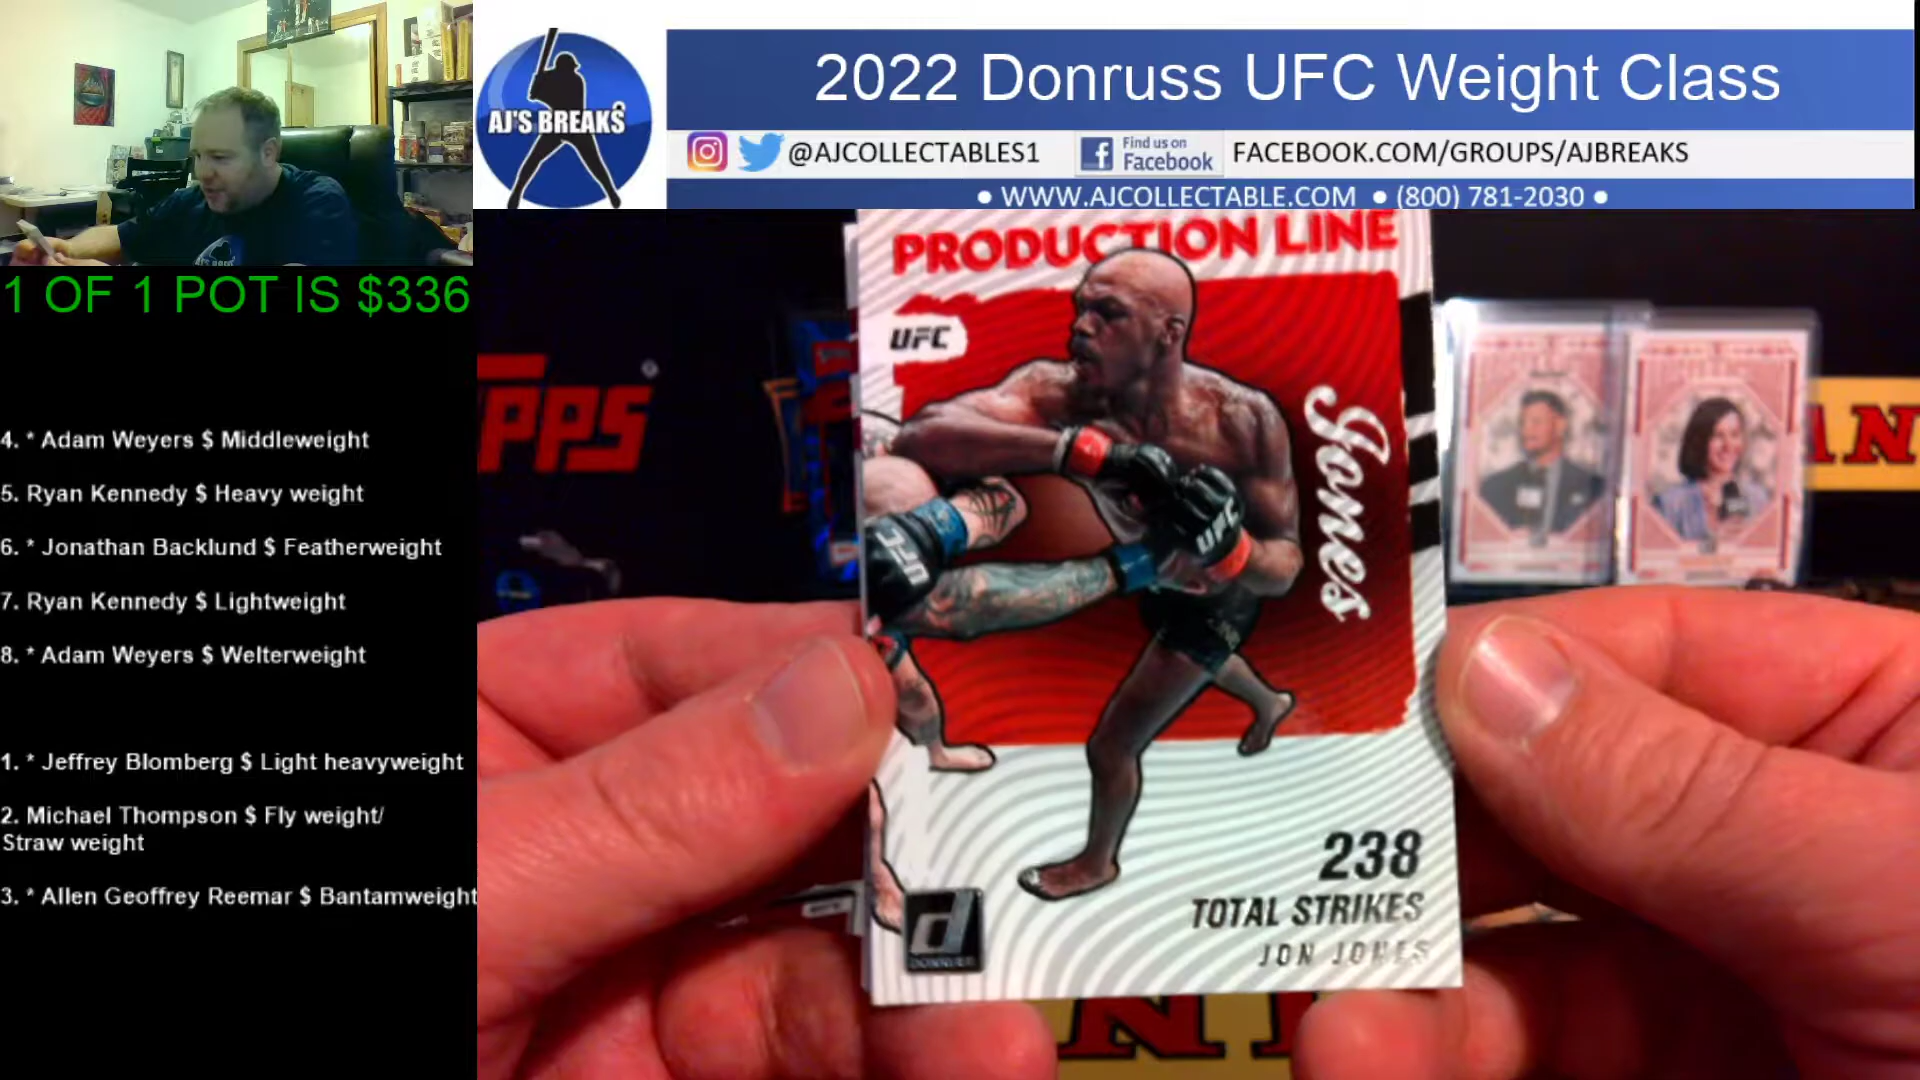 2022 Donruss UFC Weight Class
AJ'S BREAKS
@AJCOLLECTABLES1
Find us on
Facebook
FACEBOOK.COM/GROUPS/AJBREAKS
• WWW.AJCOLLECTABLE.COM • (800) 781-2030 •
1 OF 1 POT IS $336
4. * Adam Weyers $ Middleweight
5. Ryan Kennedy $ Heavy weight
6. * Jonathan Backlund $ Featherweight
7. Ryan Kennedy $ Lightweight
8. * Adam Weyers $ Welterweight
1. * Jeffrey Blomberg $ Light heavyweight
2. Michael Thompson $ Fly weight/
Straw weight
3. * Allen Geoffrey Reemar $ Bantamweight
PRODUCTION LINE
UFC
Jones
UFC
UFC
238
TOTAL STRIKES
JON JONES
d
DONRUSS